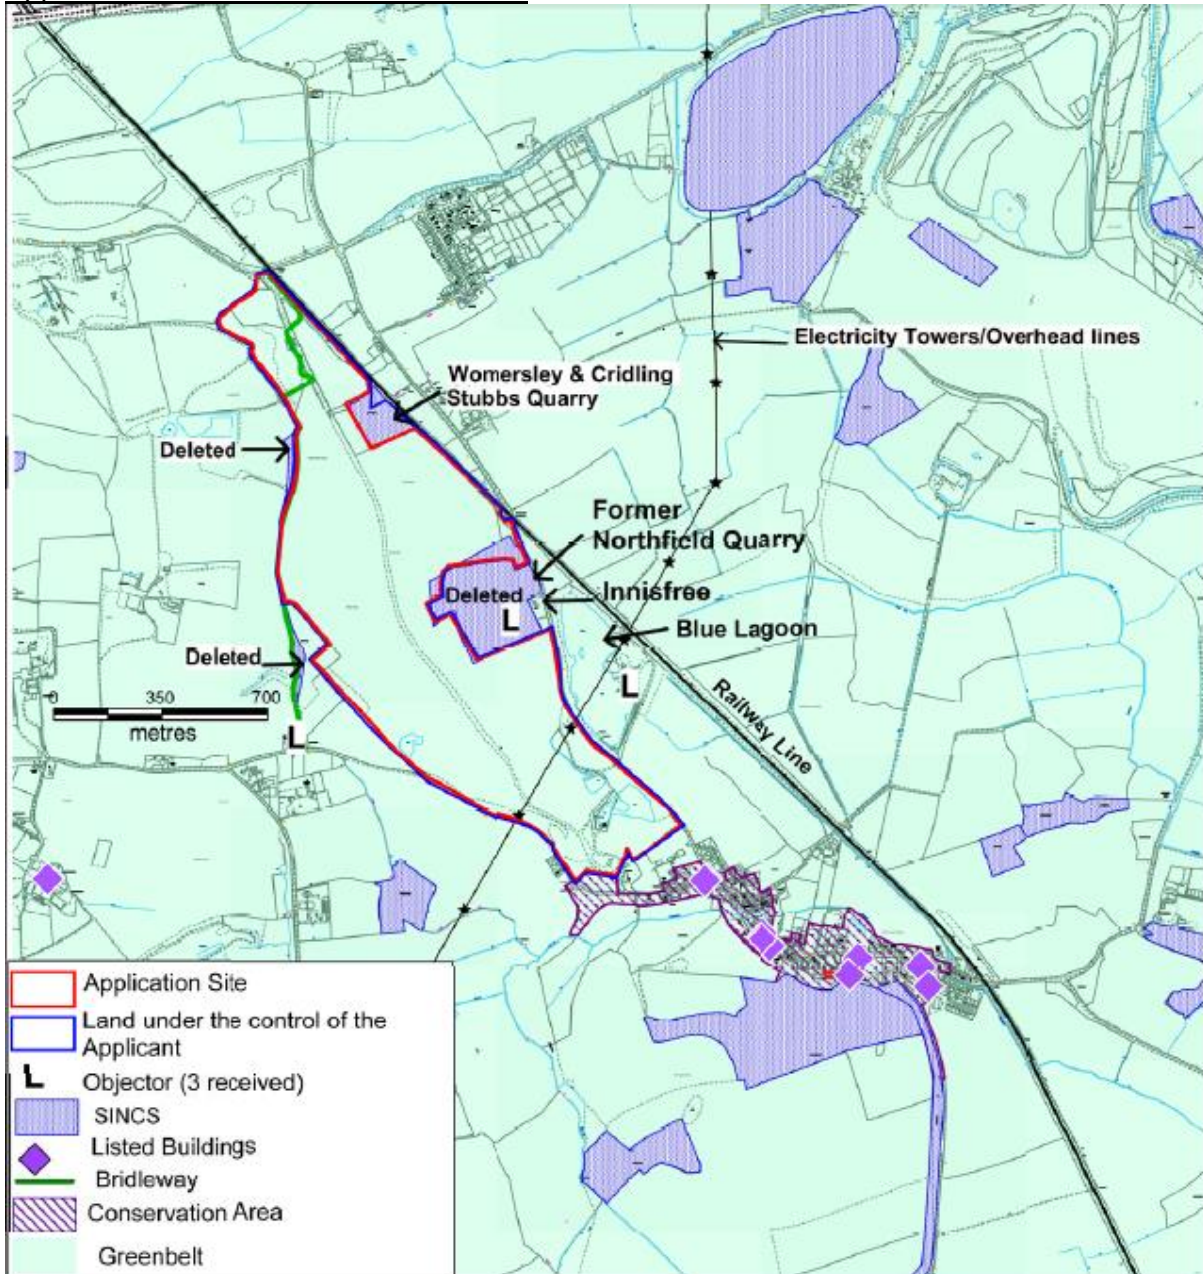 Electricity Towers/Overhead lines
Womersley & Cridling
Stubbs Quarry
Deleted
Former
Northfield Quarry
Deleted
Innisfree
L
Blue Lagoon
Deleted
L
0 350 700
metres
L
Railway Line
Application Site
Land under the control of the
Applicant
L Objector (3 received)
SINCS
Listed Buildings
Bridleway
Conservation Area
Greenbelt